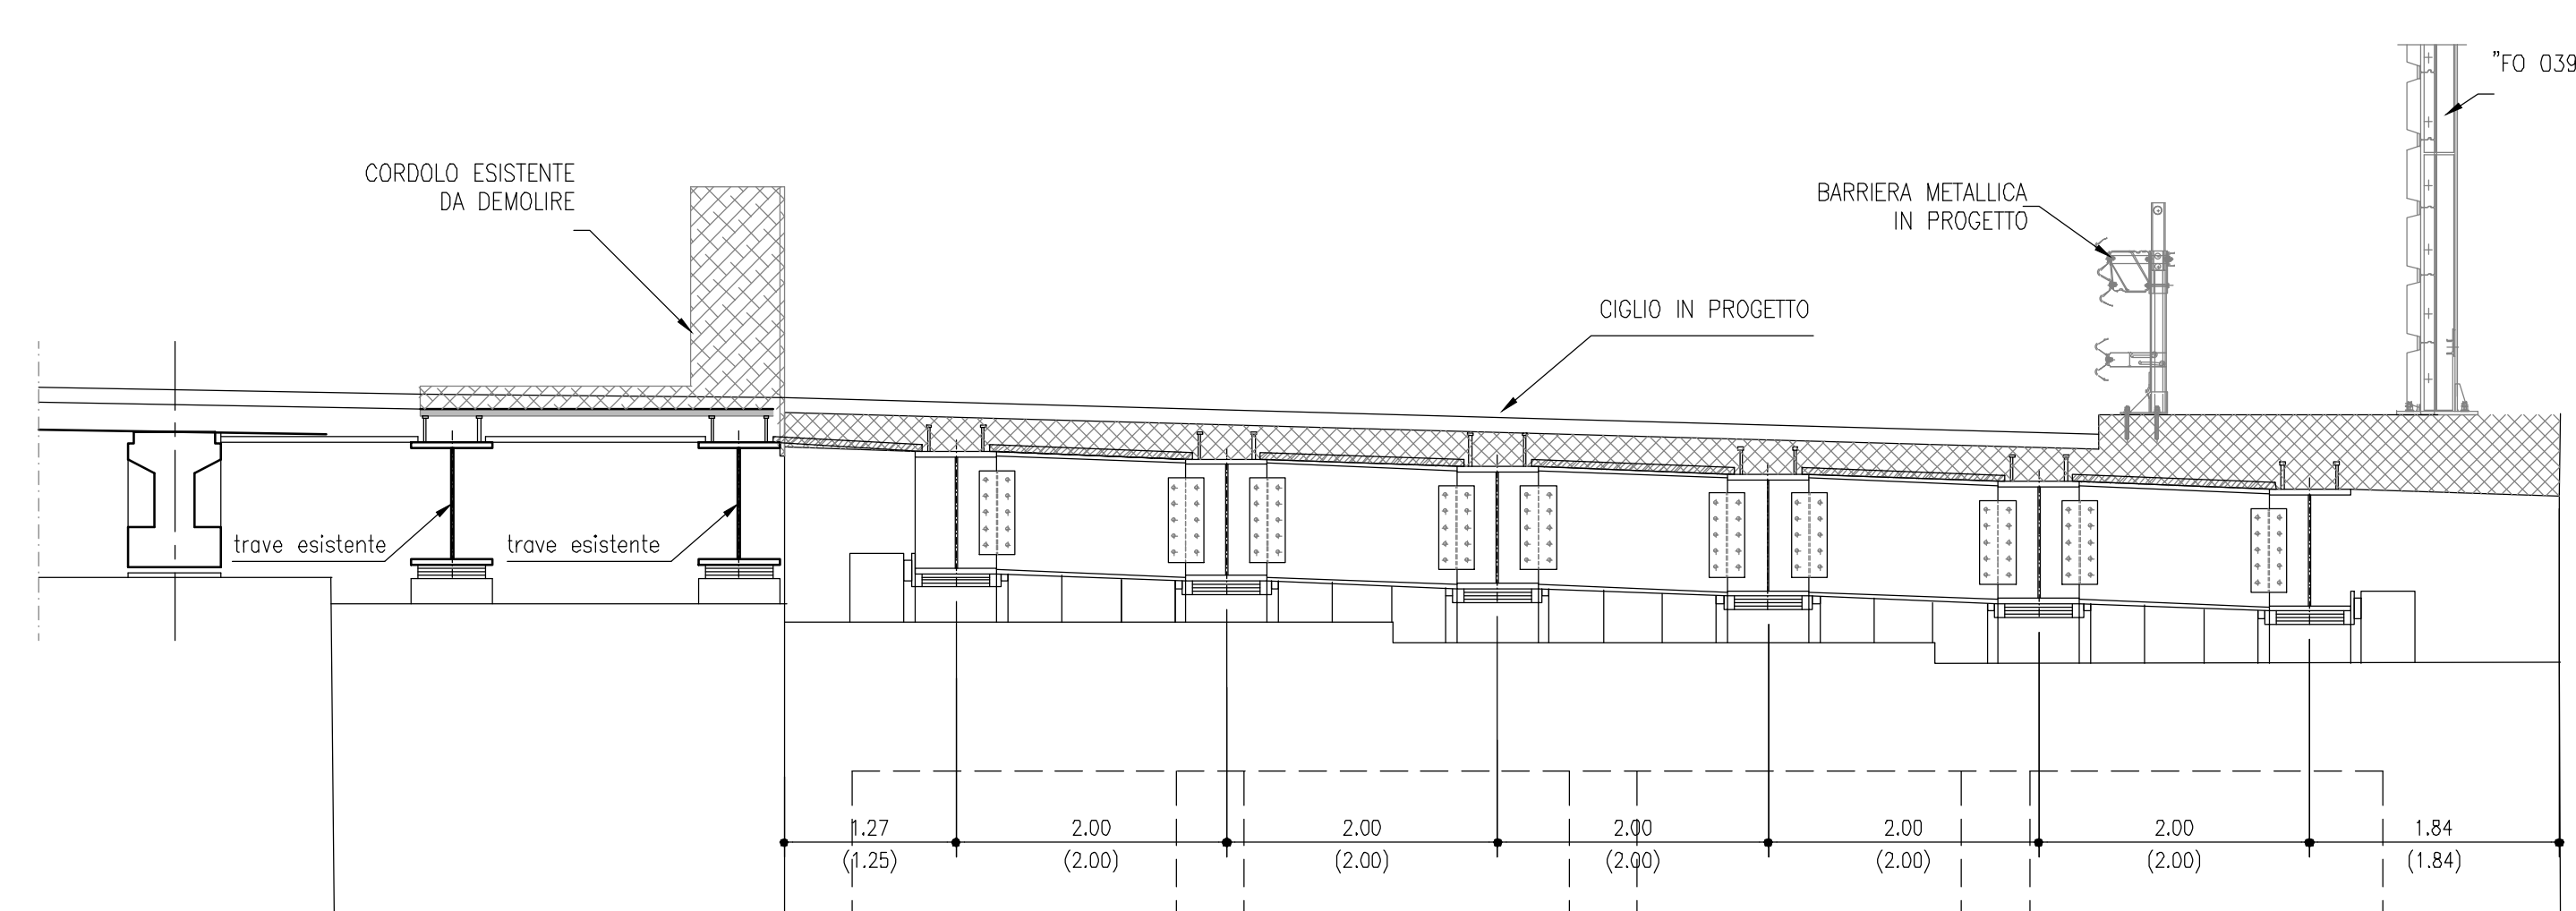 "FO 039
CORDOLO ESISTENTE
DA DEMOLIRE
BARRIERA METALLICA
IN PROGETTO
CIGLIO IN PROGETTO
trave esistente
trave esistente
1.27
2.00
2.00
2.00
2.00
2.00
1.84
(1.25)
(2.00)
(2.00)
(2.00)
(2.00)
(2.00)
(1.84)